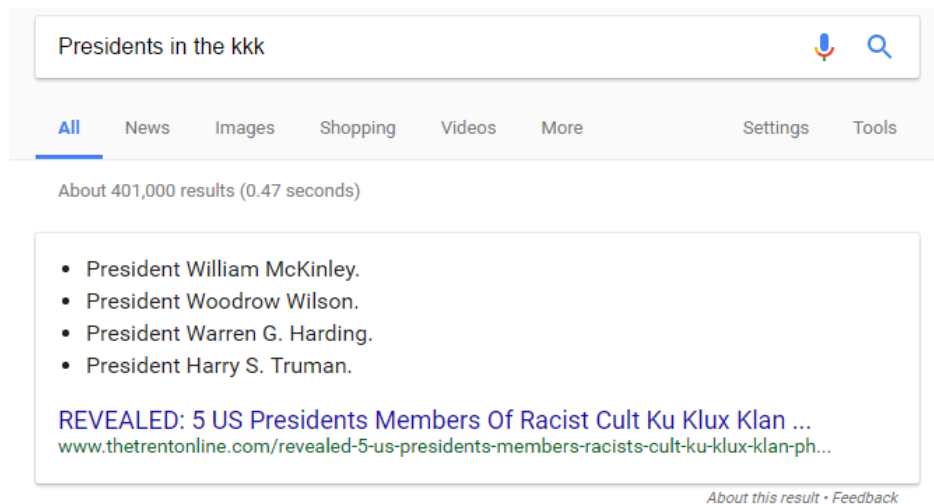 Presidents in the kkk
All News Images Shopping Videos More Settings Tools
About 401,000 results (0.47 seconds)
• President William McKinley.
• President Woodrow Wilson.
• President Warren G. Harding.
• President Harry S. Truman.
REVEALED: 5 US Presidents Members Of Racist Cult Ku Klux Klan ...
www.thetrentonline.com/revealed-5-us-presidents-members-racists-cult-ku-klux-klan-ph...
About this result • Feedback